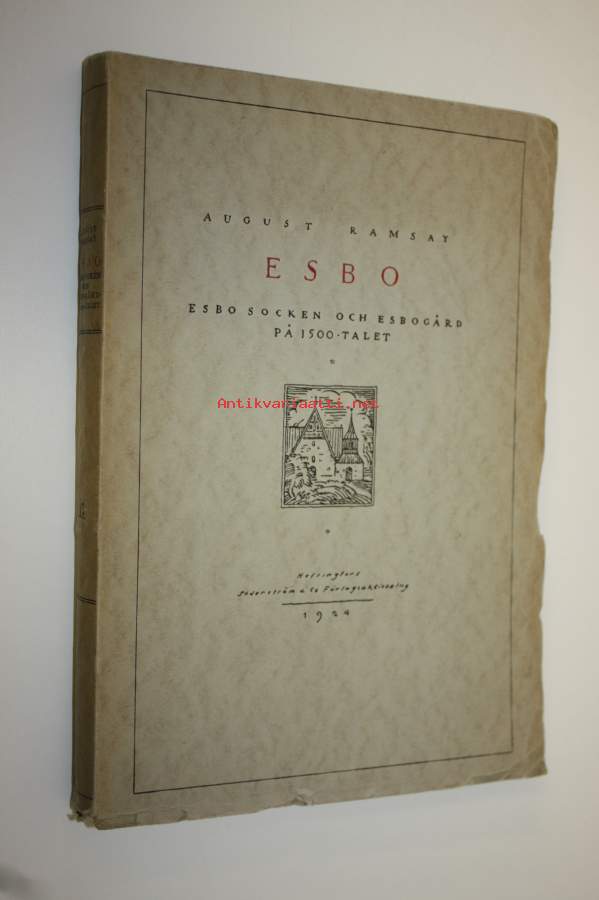 AUGUST RAMSAY
ESBO
ESBO SOCKEN OCH ESBOGÅRD
PÅ 1500-TALET
Antikvariaatti.net
Helsingfors
Söderström & Co Förlagsaktiebolag
1924